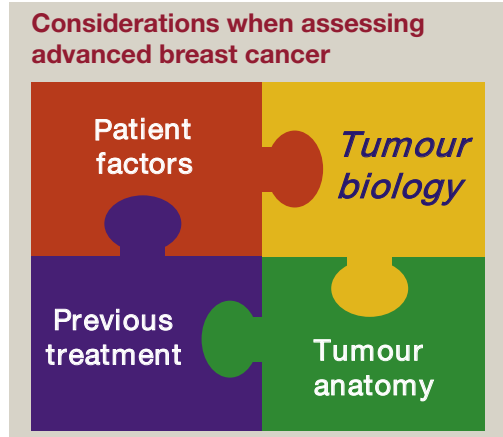 Considerations when assessing
advanced breast cancer
Patient
factors
Tumour
biology
Previous
treatment
Tumour
anatomy